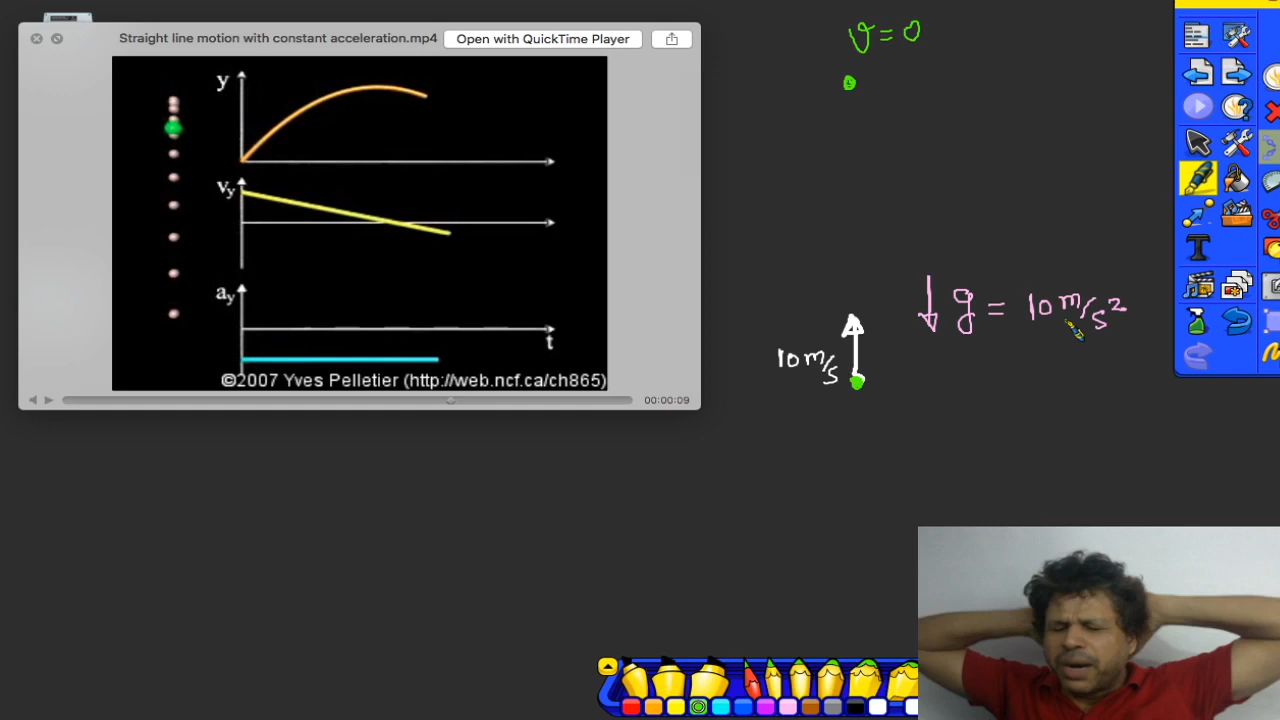 Straight line motion with constant acceleration.mp4
Open with QuickTime Player
y
vy
ay
t
©2007 Yves Pelletier (http://web.ncf.ca/ch865)
00:00:09
v = 0
g = 10 m/s²
10 m/s
T